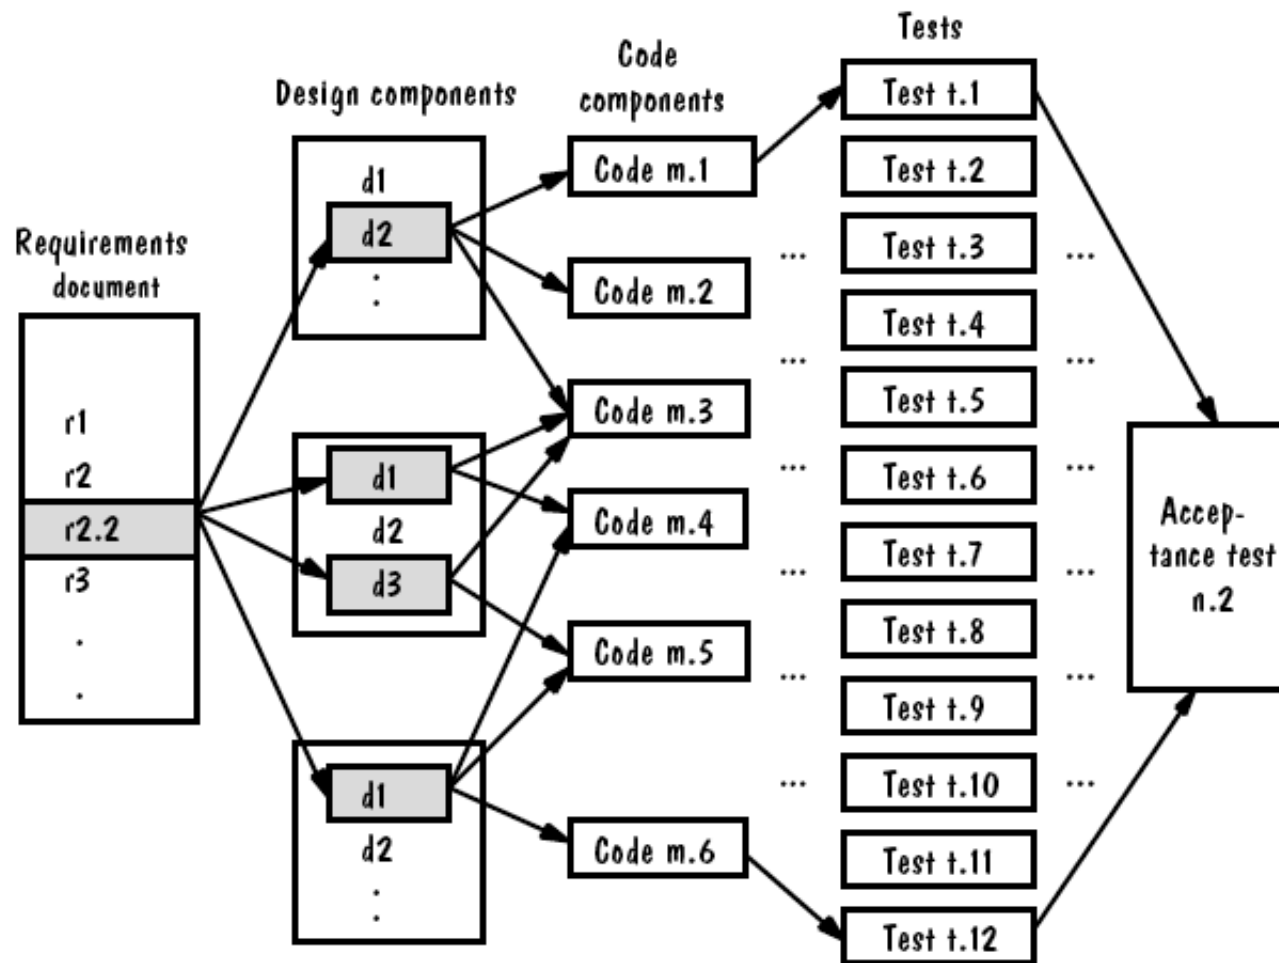 Requirements
document
r1
r2
r2.2
r3
.
.
Design components
d1
d2
.
.
d1
d2
d3
d1
d2
.
.
Code
components
Code m.1
Code m.2
Code m.3
Code m.4
Code m.5
Code m.6
...
...
...
...
...
...
Tests
Test t.1
Test t.2
Test t.3
Test t.4
Test t.5
Test t.6
Test t.7
Test t.8
Test t.9
Test t.10
Test t.11
Test t.12
...
...
...
...
...
...
Accep-
tance test
n.2